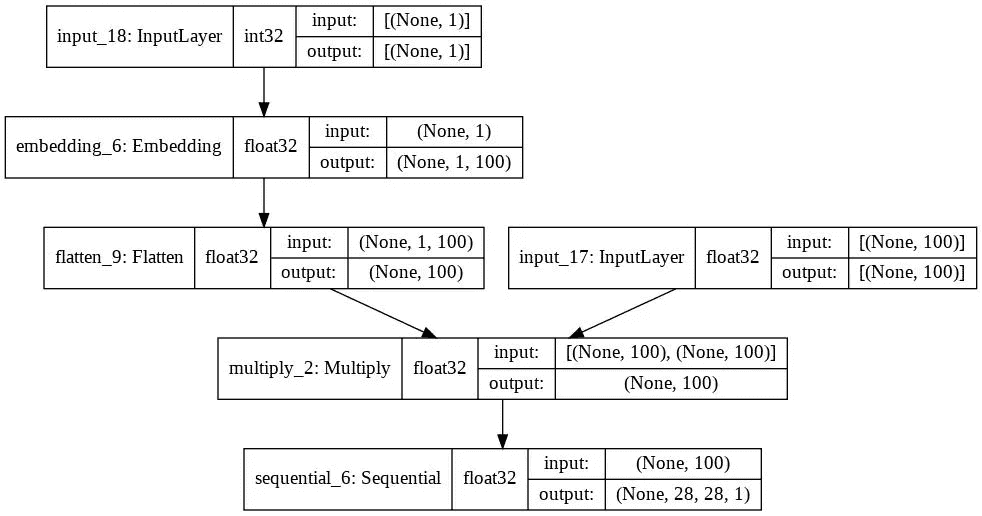 input_18: InputLayer int32 input: [(None, 1)]
output: [(None, 1)]
embedding_6: Embedding float32 input: (None, 1)
output: (None, 1, 100)
flatten_9: Flatten float32 input: (None, 1, 100)
output: (None, 100)
input_17: InputLayer float32 input: [(None, 100)]
output: [(None, 100)]
multiply_2: Multiply float32 input: [(None, 100), (None, 100)]
output: (None, 100)
sequential_6: Sequential float32 input: (None, 100)
output: (None, 28, 28, 1)